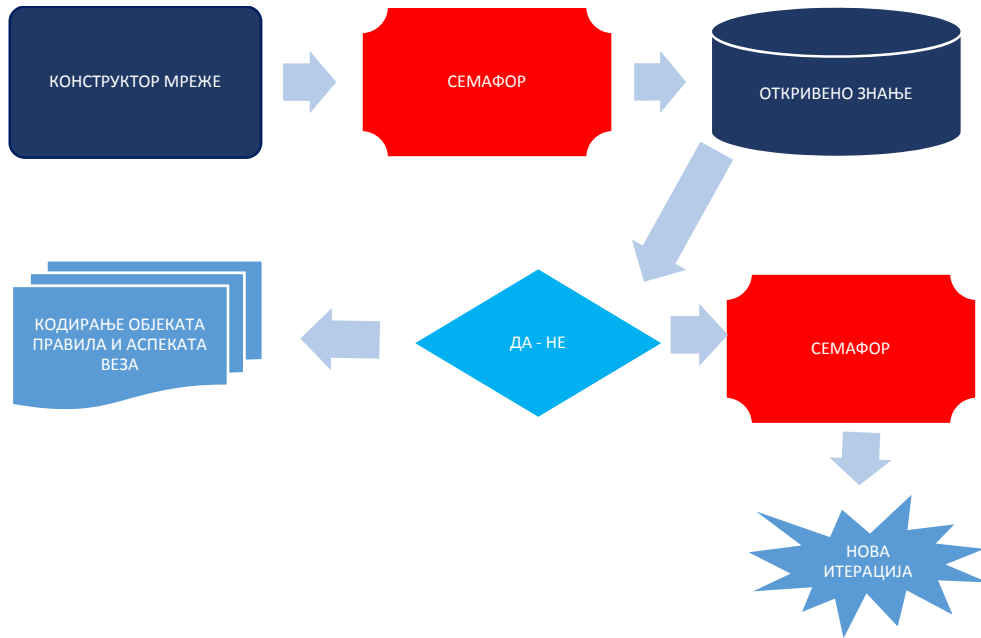 КОНСТРУКТОР МРЕЖЕ
СЕМАФОР
ОТКРИВЕНО ЗНАЊЕ
КОДИРАЊЕ ОБЈЕКАТА
ПРАВИЛА И АСПЕКАТА
ВЕЗА
ДА - НЕ
СЕМАФОР
НОВА
ИТЕРАЦИЈА